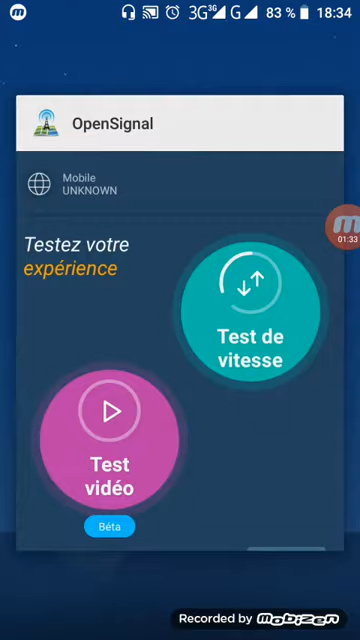 3G 3G G 83 % 18:34
OpenSignal
Mobile
UNKNOWN
Testez votre
expérience
01:33
Test de
vitesse
Test
vidéo
Béta
Recorded by mobizen